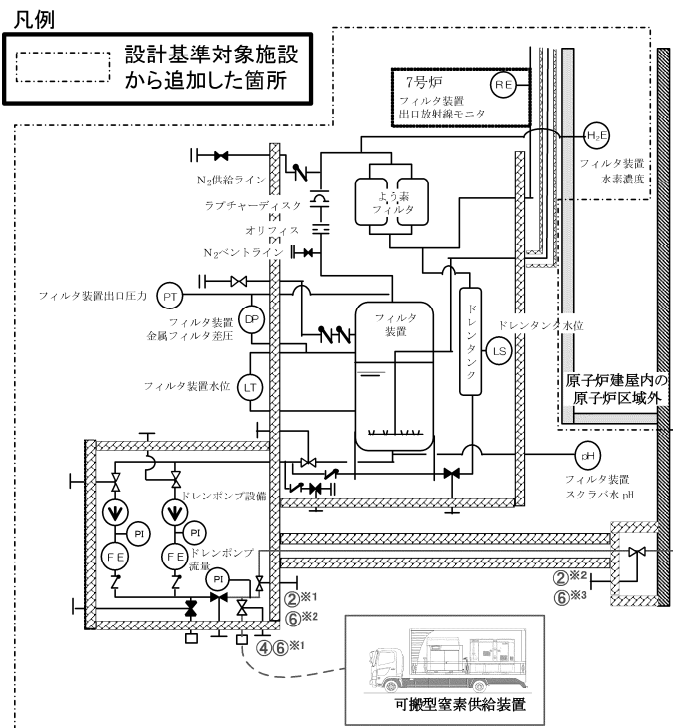 凡例
設計基準対象施設
から追加した箇所
7号炉
フィルタ装置
出口放射線モニタ
RE
H₂E
フィルタ装置
水素濃度
N₂供給ライン
ラプチャーディスク
オリフィス
N₂ベントライン
よう素
フィルタ
フィルタ装置出口圧力
PT
DP
フィルタ装置
金属フィルタ差圧
フィルタ
装置
ドレンタンク
ドレンタンク水位
LS
フィルタ装置水位
LT
原子炉建屋内の
原子炉区域外
pH
フィルタ装置
スクラバ水 pH
ドレンポンプ設備
PI
PI
FE
FE
ドレンポンプ
流量
PI
②※1
⑥※2
②※2
⑥※3
④⑥※1
可搬型窒素供給装置